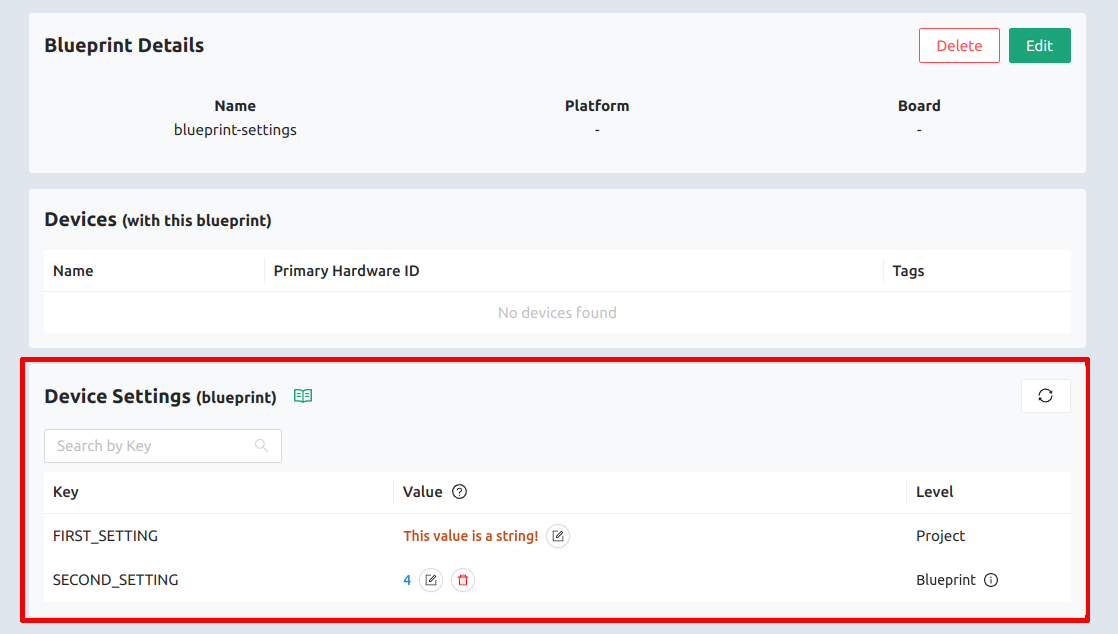 Blueprint Details
Delete Edit
Name Platform Board
blueprint-settings - -
Devices (with this blueprint)
Name Primary Hardware ID Tags
No devices found
Device Settings (blueprint)
Search by Key
Key Value Level
FIRST_SETTING This value is a string! Project
SECOND_SETTING 4 Blueprint